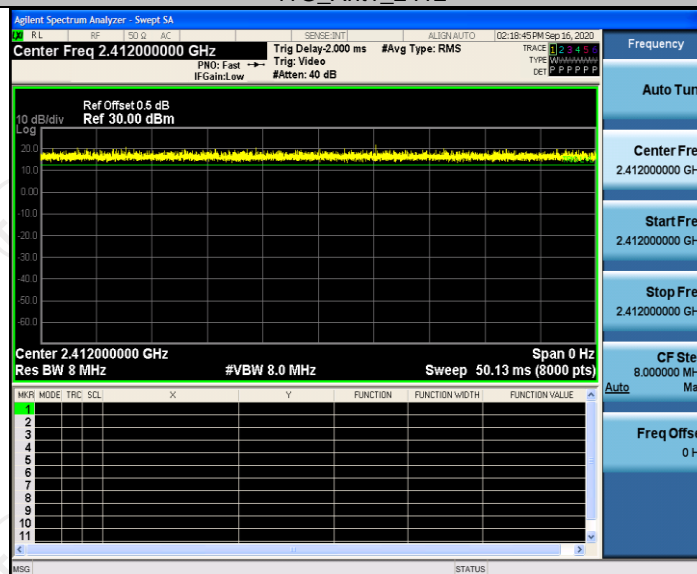 Agilent Spectrum Analyzer - Swept SA
RL RF 50 Ω AC SENSE:INT ALIGN AUTO 02:18:45 PM Sep 16, 2020
Center Freq 2.412000000 GHz
PNO: Fast
IFGain:Low
Trig Delay-2.000 ms
Trig: Video
#Atten: 40 dB
#Avg Type: RMS
TRACE 1 2 3 4 5 6
TYPE
DET P P P P P P
Frequency
Auto Tun
Ref Offset 0.5 dB
10 dB/div Ref 30.00 dBm
Log
20.0
10.0
0.00
-10.0
-20.0
-30.0
-40.0
-50.0
-60.0
Center Fre
2.412000000 GH
Start Fre
2.412000000 GH
Stop Fre
2.412000000 GH
Center 2.412000000 GHz Span 0 Hz
Res BW 8 MHz #VBW 8.0 MHz Sweep 50.13 ms (8000 pts)
CF Ste
8.000000 MH
Auto Ma
MKR MODE TRC SCL X Y FUNCTION FUNCTION WIDTH FUNCTION VALUE
1
2
3
4
5
6
7
8
9
10
11
Freq Offse
0 H
MSG STATUS